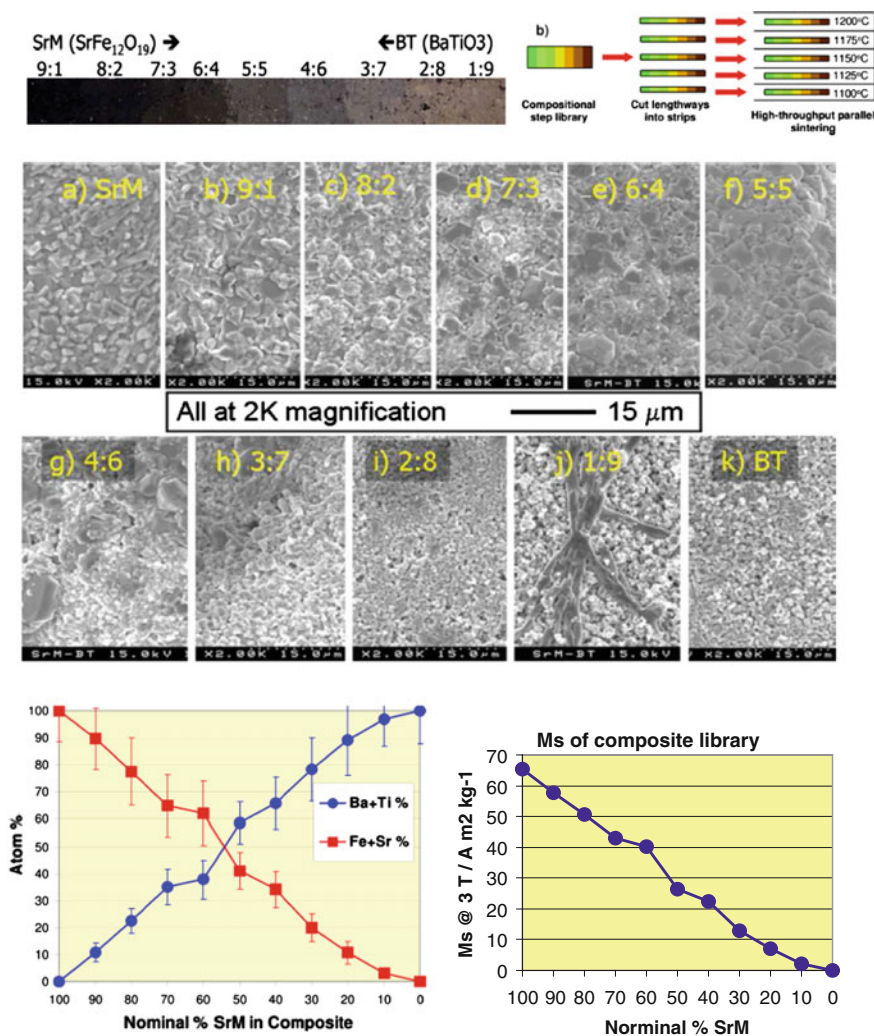 SrM (SrFe12O19) → ←BT (BaTiO3)
9:1 8:2 7:3 6:4 5:5 4:6 3:7 2:8 1:9
b)
1200°C
1175°C
1150°C
1125°C
1100°C
Compositional
step library
Cut lengthways
into strips
High-throughput parallel
sintering
a) SrM
b) 9:1
c) 8:2
d) 7:3
e) 6:4
f) 5:5
15.0kV X2.00K 15.0μm
X2.00K 15.0μm
X2.00K 15.0μm
X2.00K 15.0μm
SrM-BT 15.0
X2.00K 15.0μm
All at 2K magnification 15 μm
g) 4:6
h) 3:7
i) 2:8
j) 1:9
k) BT
SrM-BT 15.0kV
X2.00K 15.0μm
X2.00K 15.0μm
SrM-BT 15.0kV
X2.00K 15.0μm
100
90
80
70
60
50
40
30
20
10
0
Atom %
Ba+Ti %
Fe+Sr %
100 90 80 70 60 50 40 30 20 10 0
Nominal % SrM in Composite
Ms of composite library
70
60
50
40
30
20
10
0
Ms @ 3 T / A m2 kg-1
100 90 80 70 60 50 40 30 20 10 0
Norminal % SrM